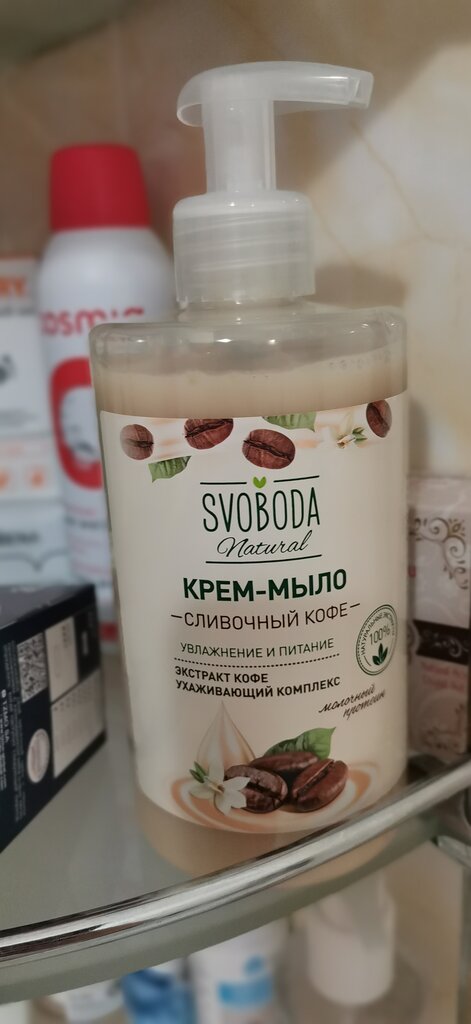 SVOBODA
Natural
КРЕМ-МЫЛО
СЛИВОЧНЫЙ КОФЕ
УВЛАЖНЕНИЕ И ПИТАНИЕ
ЭКСТРАКТ КОФЕ
УХАЖИВАЮЩИЙ КОМПЛЕКС
молочный
протеин
100%